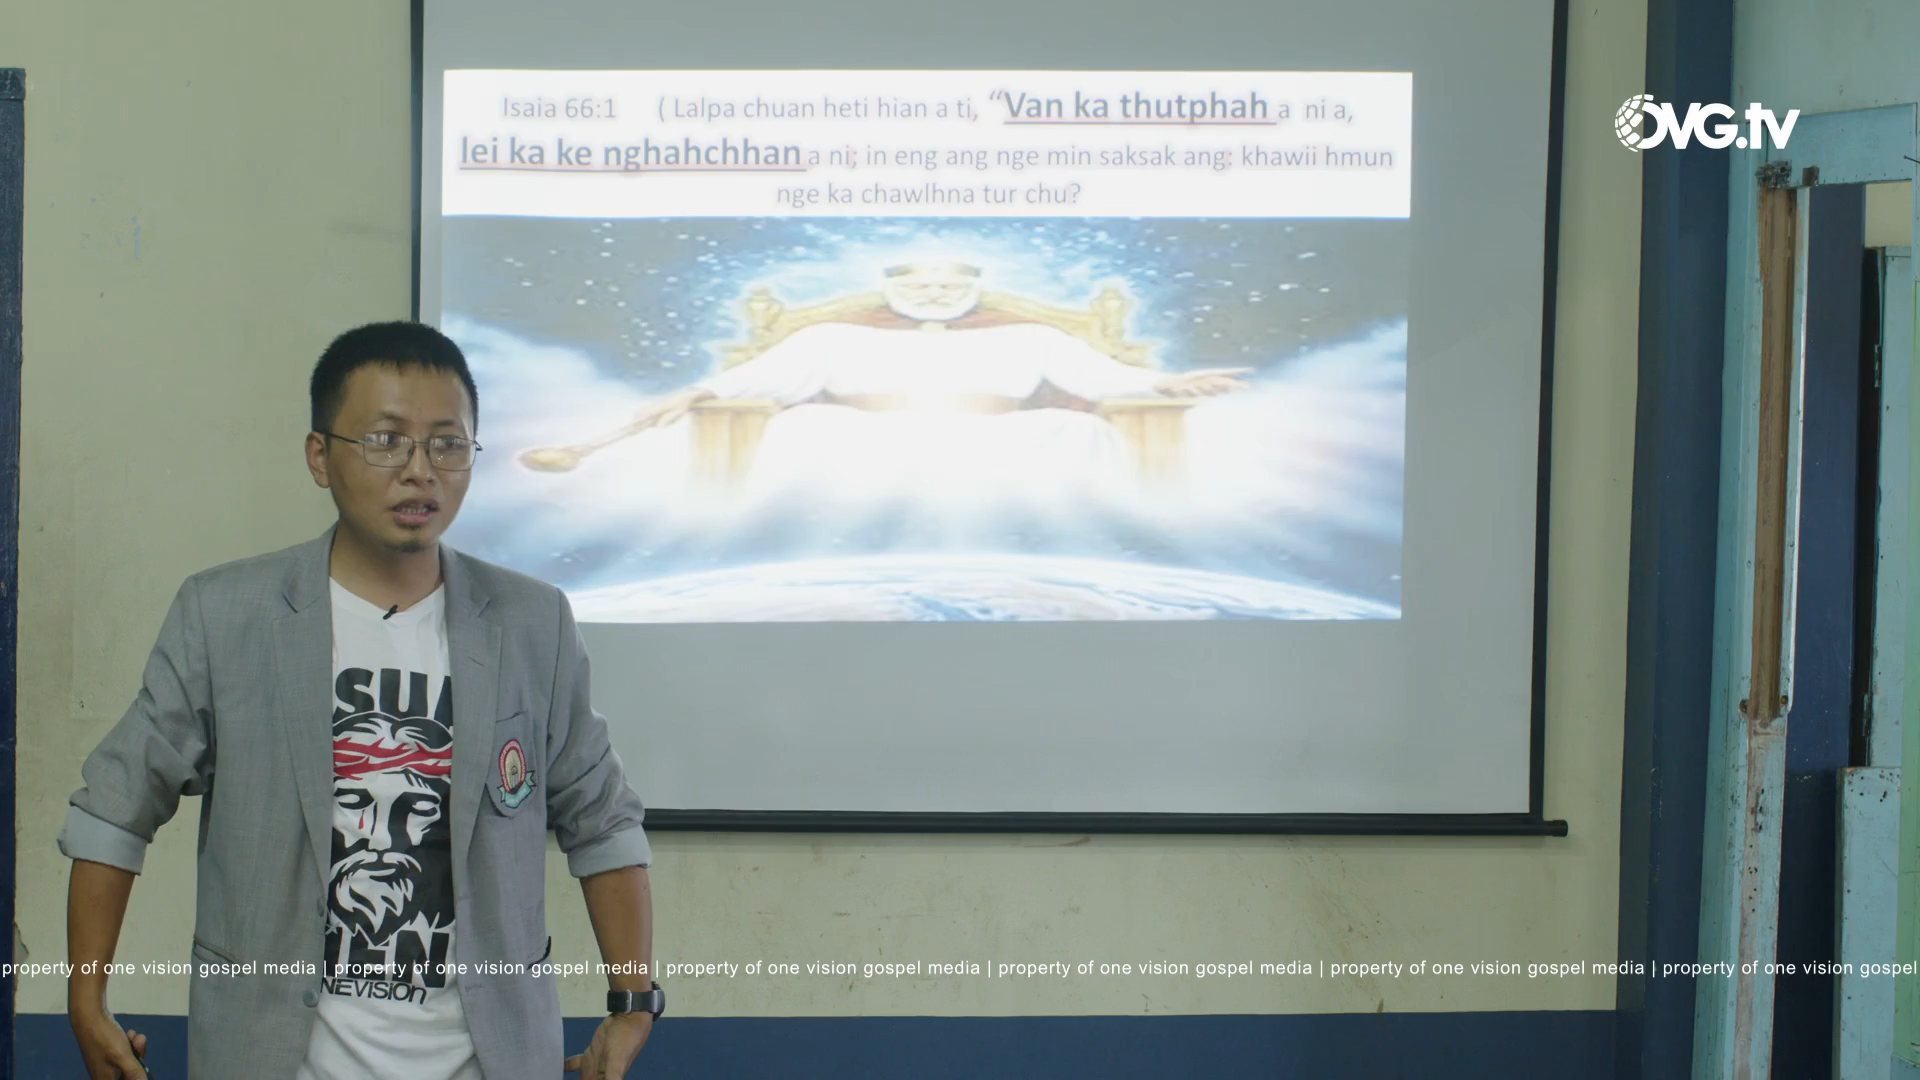 Isaia 66:1 ( Lalpa chuan heti hian a ti, “Van ka thutphah a ni a,
lei ka ke nghahchhan a ni; in eng ang nge min saksak ang: khawii hmun
nge ka chawlhna tur chu?
OVG.tv
SU
NEVISION
property of one vision gospel media | property of one vision gospel media | property of one vision gospel media | property of one vision gospel media | property of one vision gospel media | property of one vision gospel